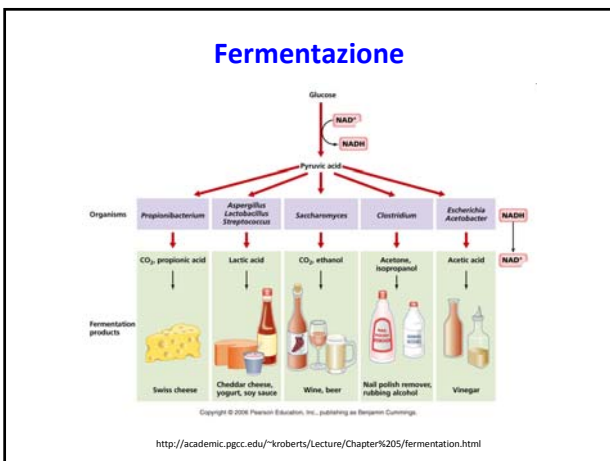 Fermentazione
Glucose
NAD⁺
NADH
Pyruvic acid
Organisms
Propionibacterium
Aspergillus
Lactobacillus
Streptococcus
Saccharomyces
Clostridium
Escherichia
Acetobacter
NADH
CO₂, propionic acid
Lactic acid
CO₂, ethanol
Acetone,
isopropanol
Acetic acid
NAD⁺
Fermentation
products
Swiss cheese
Cheddar cheese,
yogurt, soy sauce
Wine, beer
Nail polish remover,
rubbing alcohol
Vinegar
Copyright © 2006 Pearson Education, Inc., publishing as Benjamin Cummings.
http://academic.pgcc.edu/~kroberts/Lecture/Chapter%205/fermentation.html